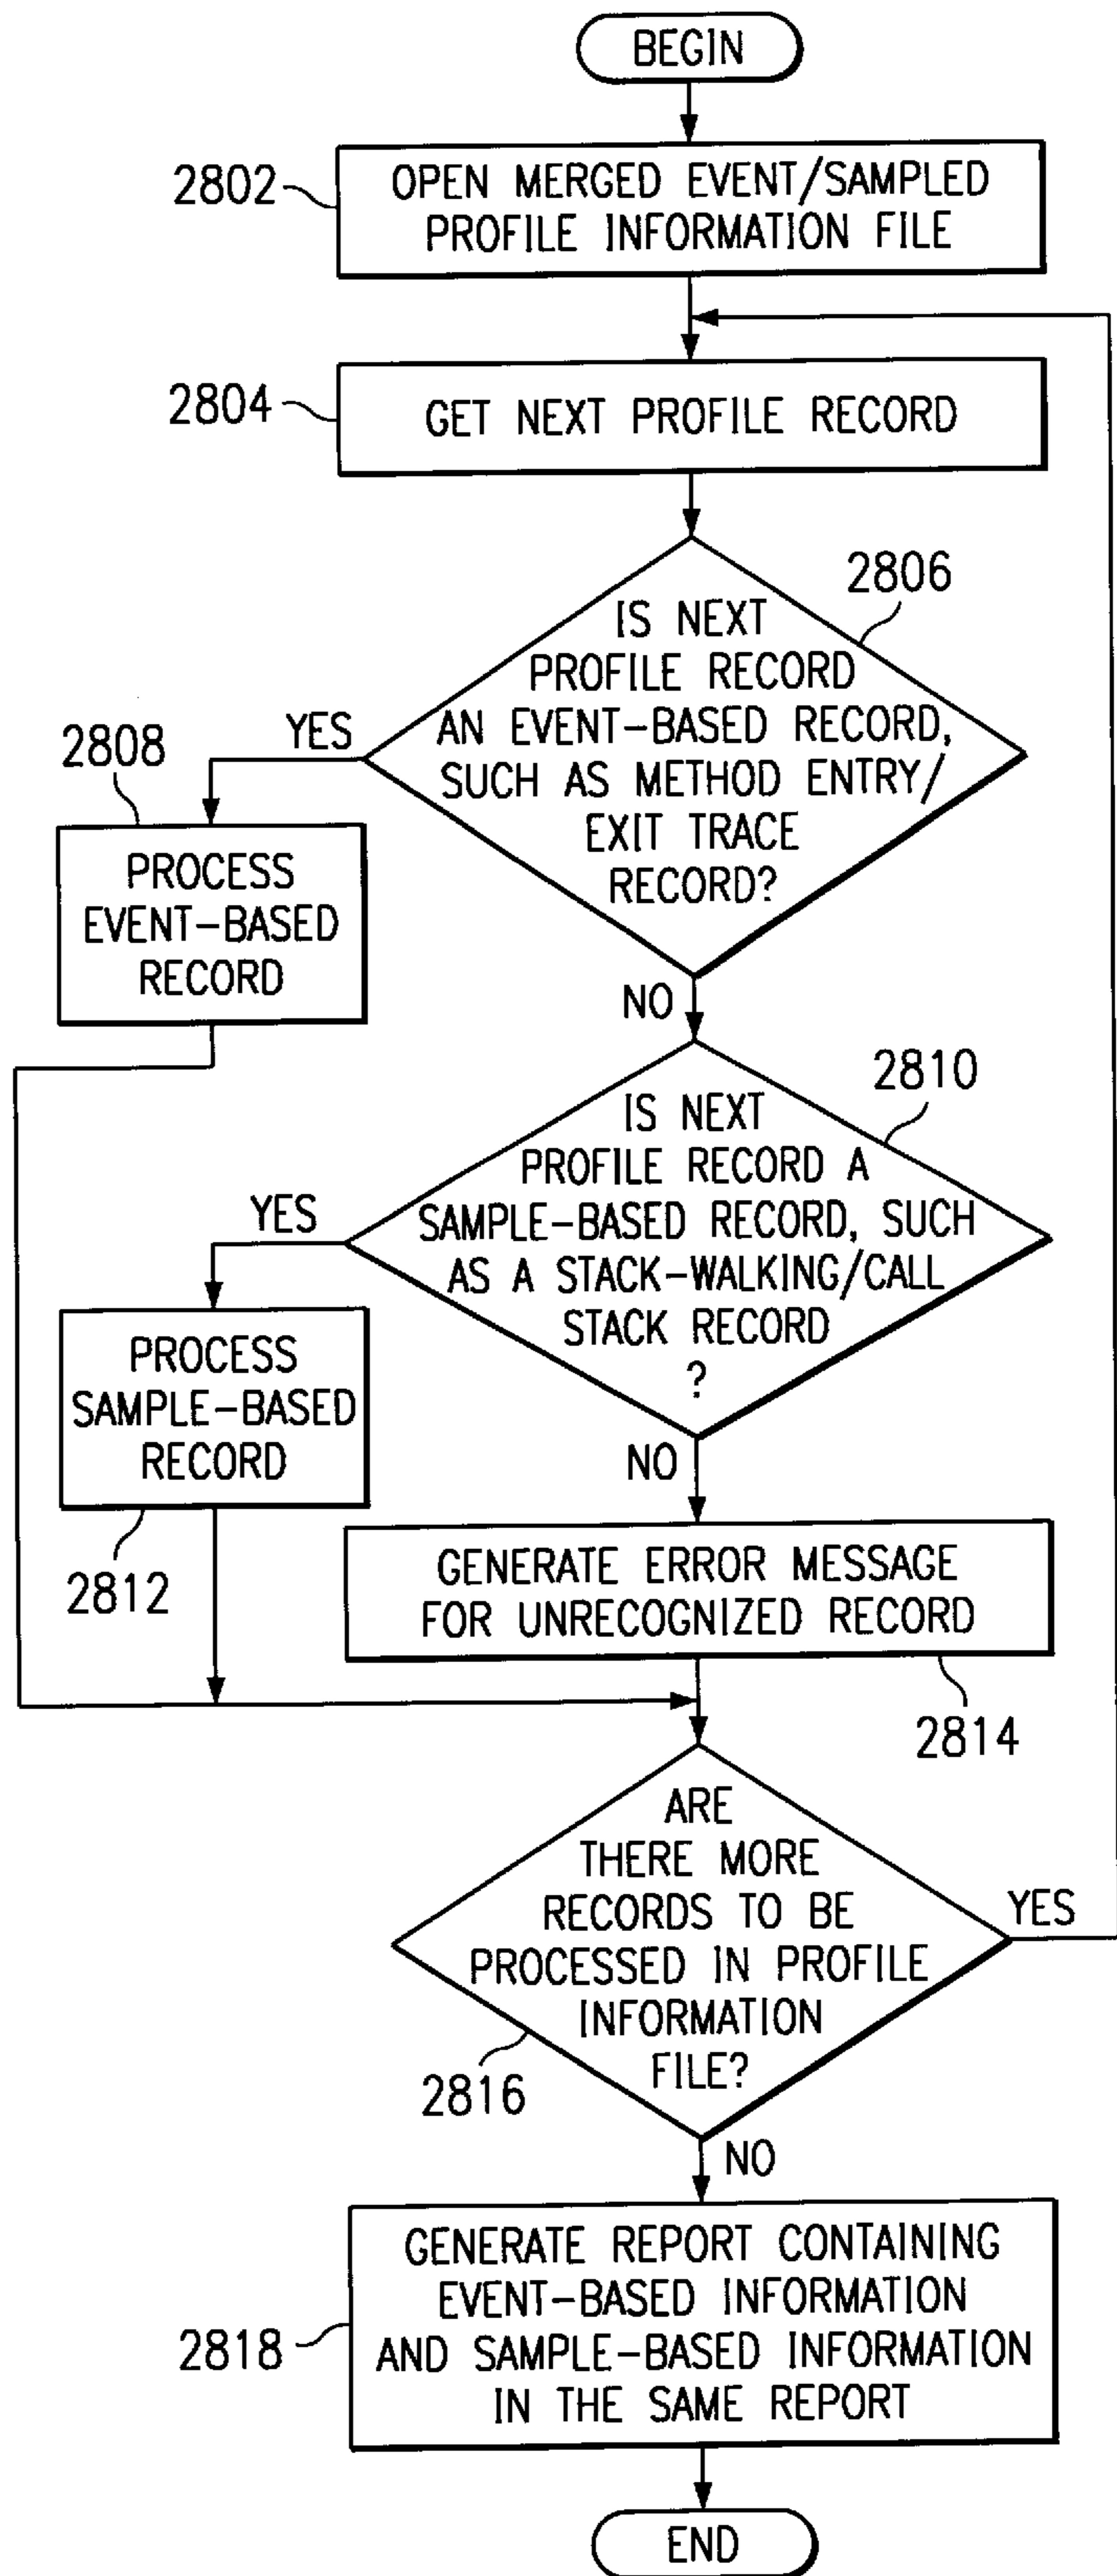 BEGIN
2802
OPEN MERGED EVENT/SAMPLED
PROFILE INFORMATION FILE
2804
GET NEXT PROFILE RECORD
2806
IS NEXT
PROFILE RECORD
AN EVENT-BASED RECORD,
SUCH AS METHOD ENTRY/
EXIT TRACE
RECORD?
YES
2808
PROCESS
EVENT-BASED
RECORD
NO
2810
IS NEXT
PROFILE RECORD A
SAMPLE-BASED RECORD, SUCH
AS A STACK-WALKING/CALL
STACK RECORD
?
YES
PROCESS
SAMPLE-BASED
RECORD
2812
NO
GENERATE ERROR MESSAGE
FOR UNRECOGNIZED RECORD
2814
ARE
THERE MORE
RECORDS TO BE
PROCESSED IN PROFILE
INFORMATION
FILE?
YES
2816
NO
GENERATE REPORT CONTAINING
EVENT-BASED INFORMATION
AND SAMPLE-BASED INFORMATION
IN THE SAME REPORT
2818
END